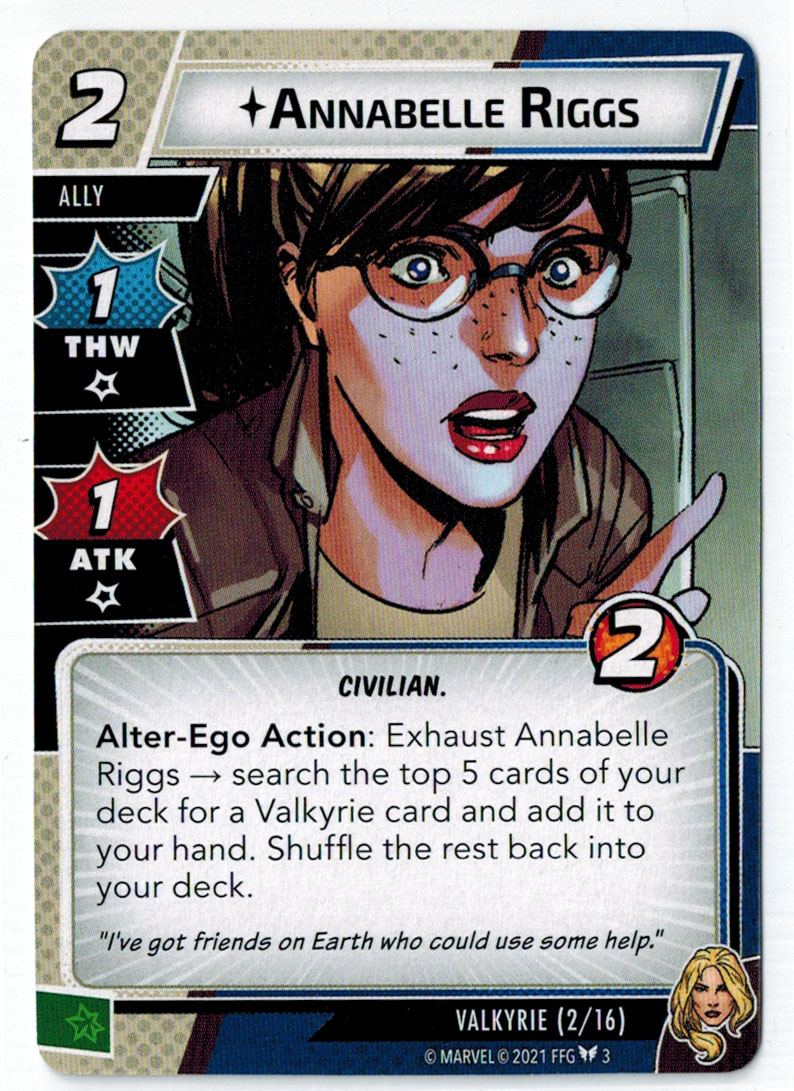 2
ANNABELLE RIGGS
ALLY
1
THW
1
ATK
2
CIVILIAN.
Alter-Ego Action: Exhaust Annabelle
Riggs → search the top 5 cards of your
deck for a Valkyrie card and add it to
your hand. Shuffle the rest back into
your deck.
"I've got friends on Earth who could use some help."
VALKYRIE (2/16)
© MARVEL © 2021 FFG 3